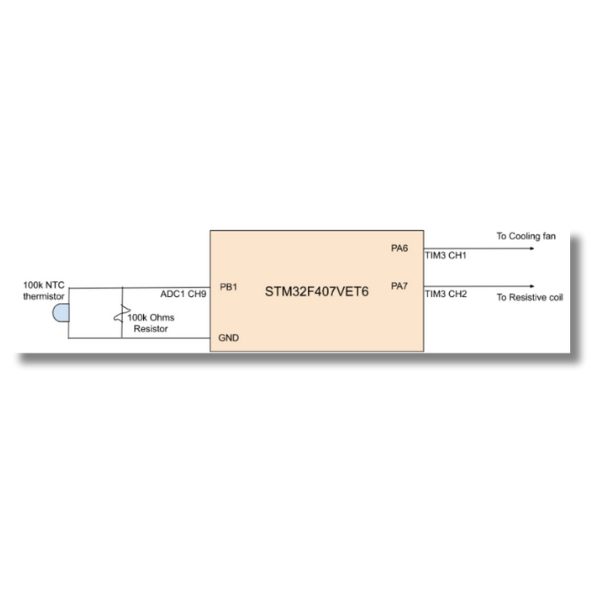 To Cooling fan
PA6
TIM3 CH1
100k NTC
thermistor
ADC1 CH9
PB1
STM32F407VET6
PA7
TIM3 CH2
To Resistive coil
100k Ohms
Resistor
GND